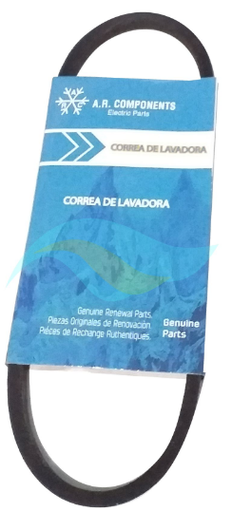 A
R C
A.R. COMPONENTS
Electric Parts
CORREA DE LAVADORA
CORREA DE LAVADORA
Genuine Renewal Parts.
Piezas Originales de Renovación.
Piéces de Rechange Authentiques.
Genuine
Parts